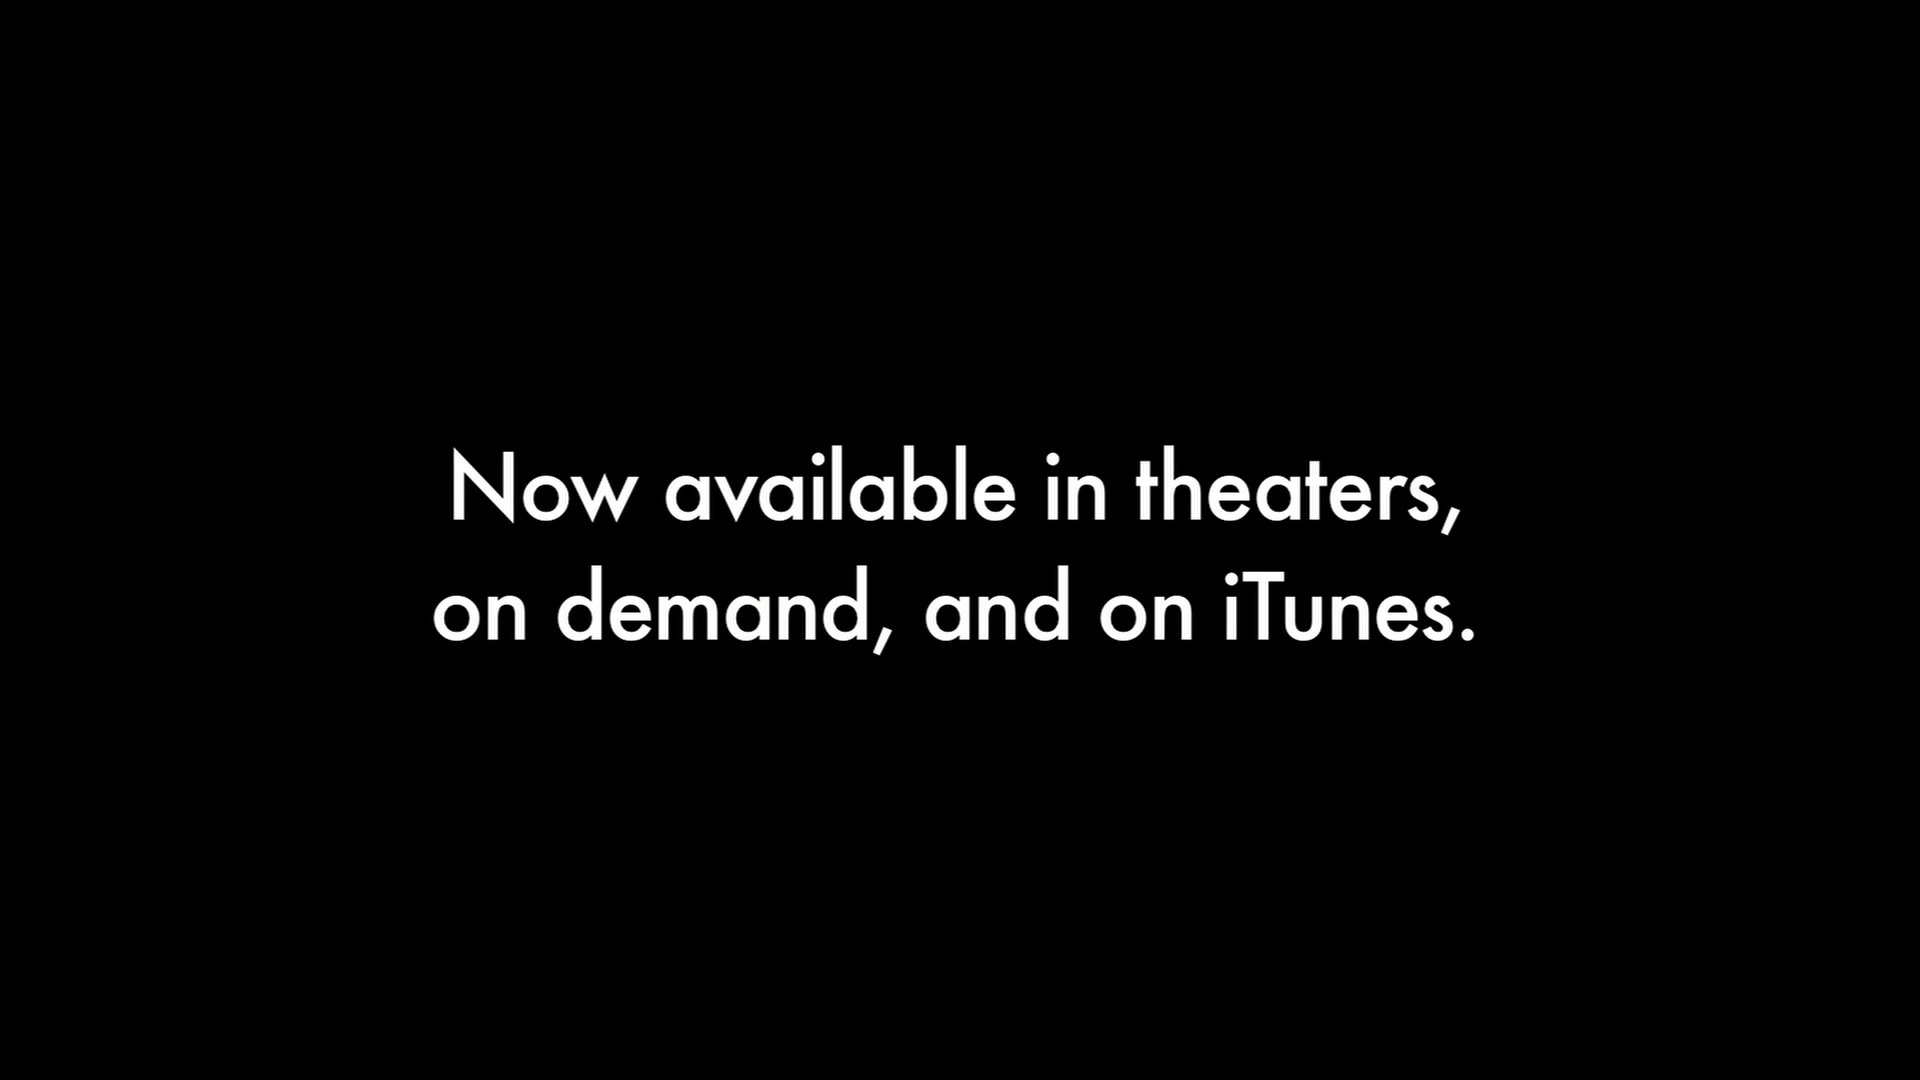 Now available in theaters,
on demand, and on iTunes.